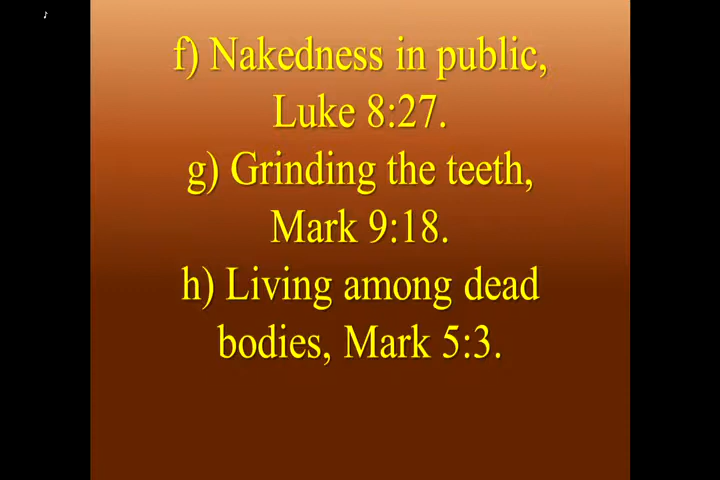 f) Nakedness in public,
Luke 8:27.
g) Grinding the teeth,
Mark 9:18.
h) Living among dead
bodies, Mark 5:3.